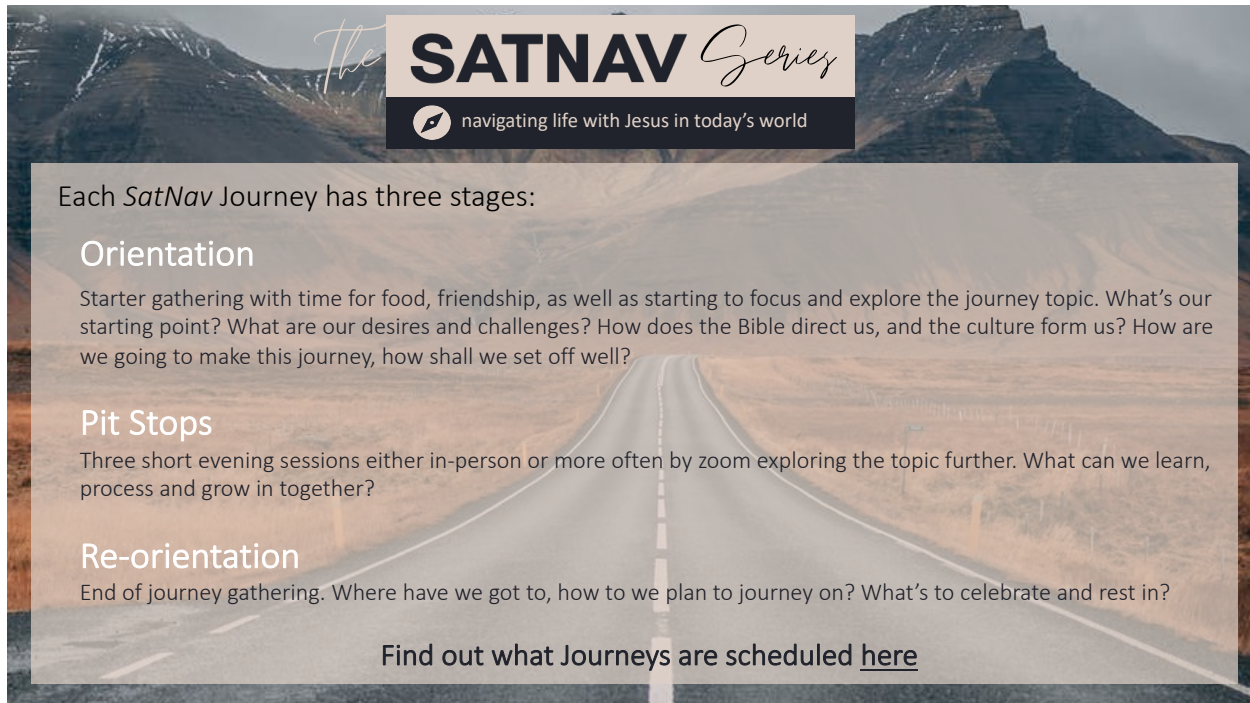 The SATNAV Series
navigating life with Jesus in today's world
Each SatNav Journey has three stages:
Orientation
Starter gathering with time for food, friendship, as well as starting to focus and explore the journey topic. What's our
starting point? What are our desires and challenges? How does the Bible direct us, and the culture form us? How are
we going to make this journey, how shall we set off well?
Pit Stops
Three short evening sessions either in-person or more often by zoom exploring the topic further. What can we learn,
process and grow in together?
Re-orientation
End of journey gathering. Where have we got to, how to we plan to journey on? What's to celebrate and rest in?
Find out what Journeys are scheduled here